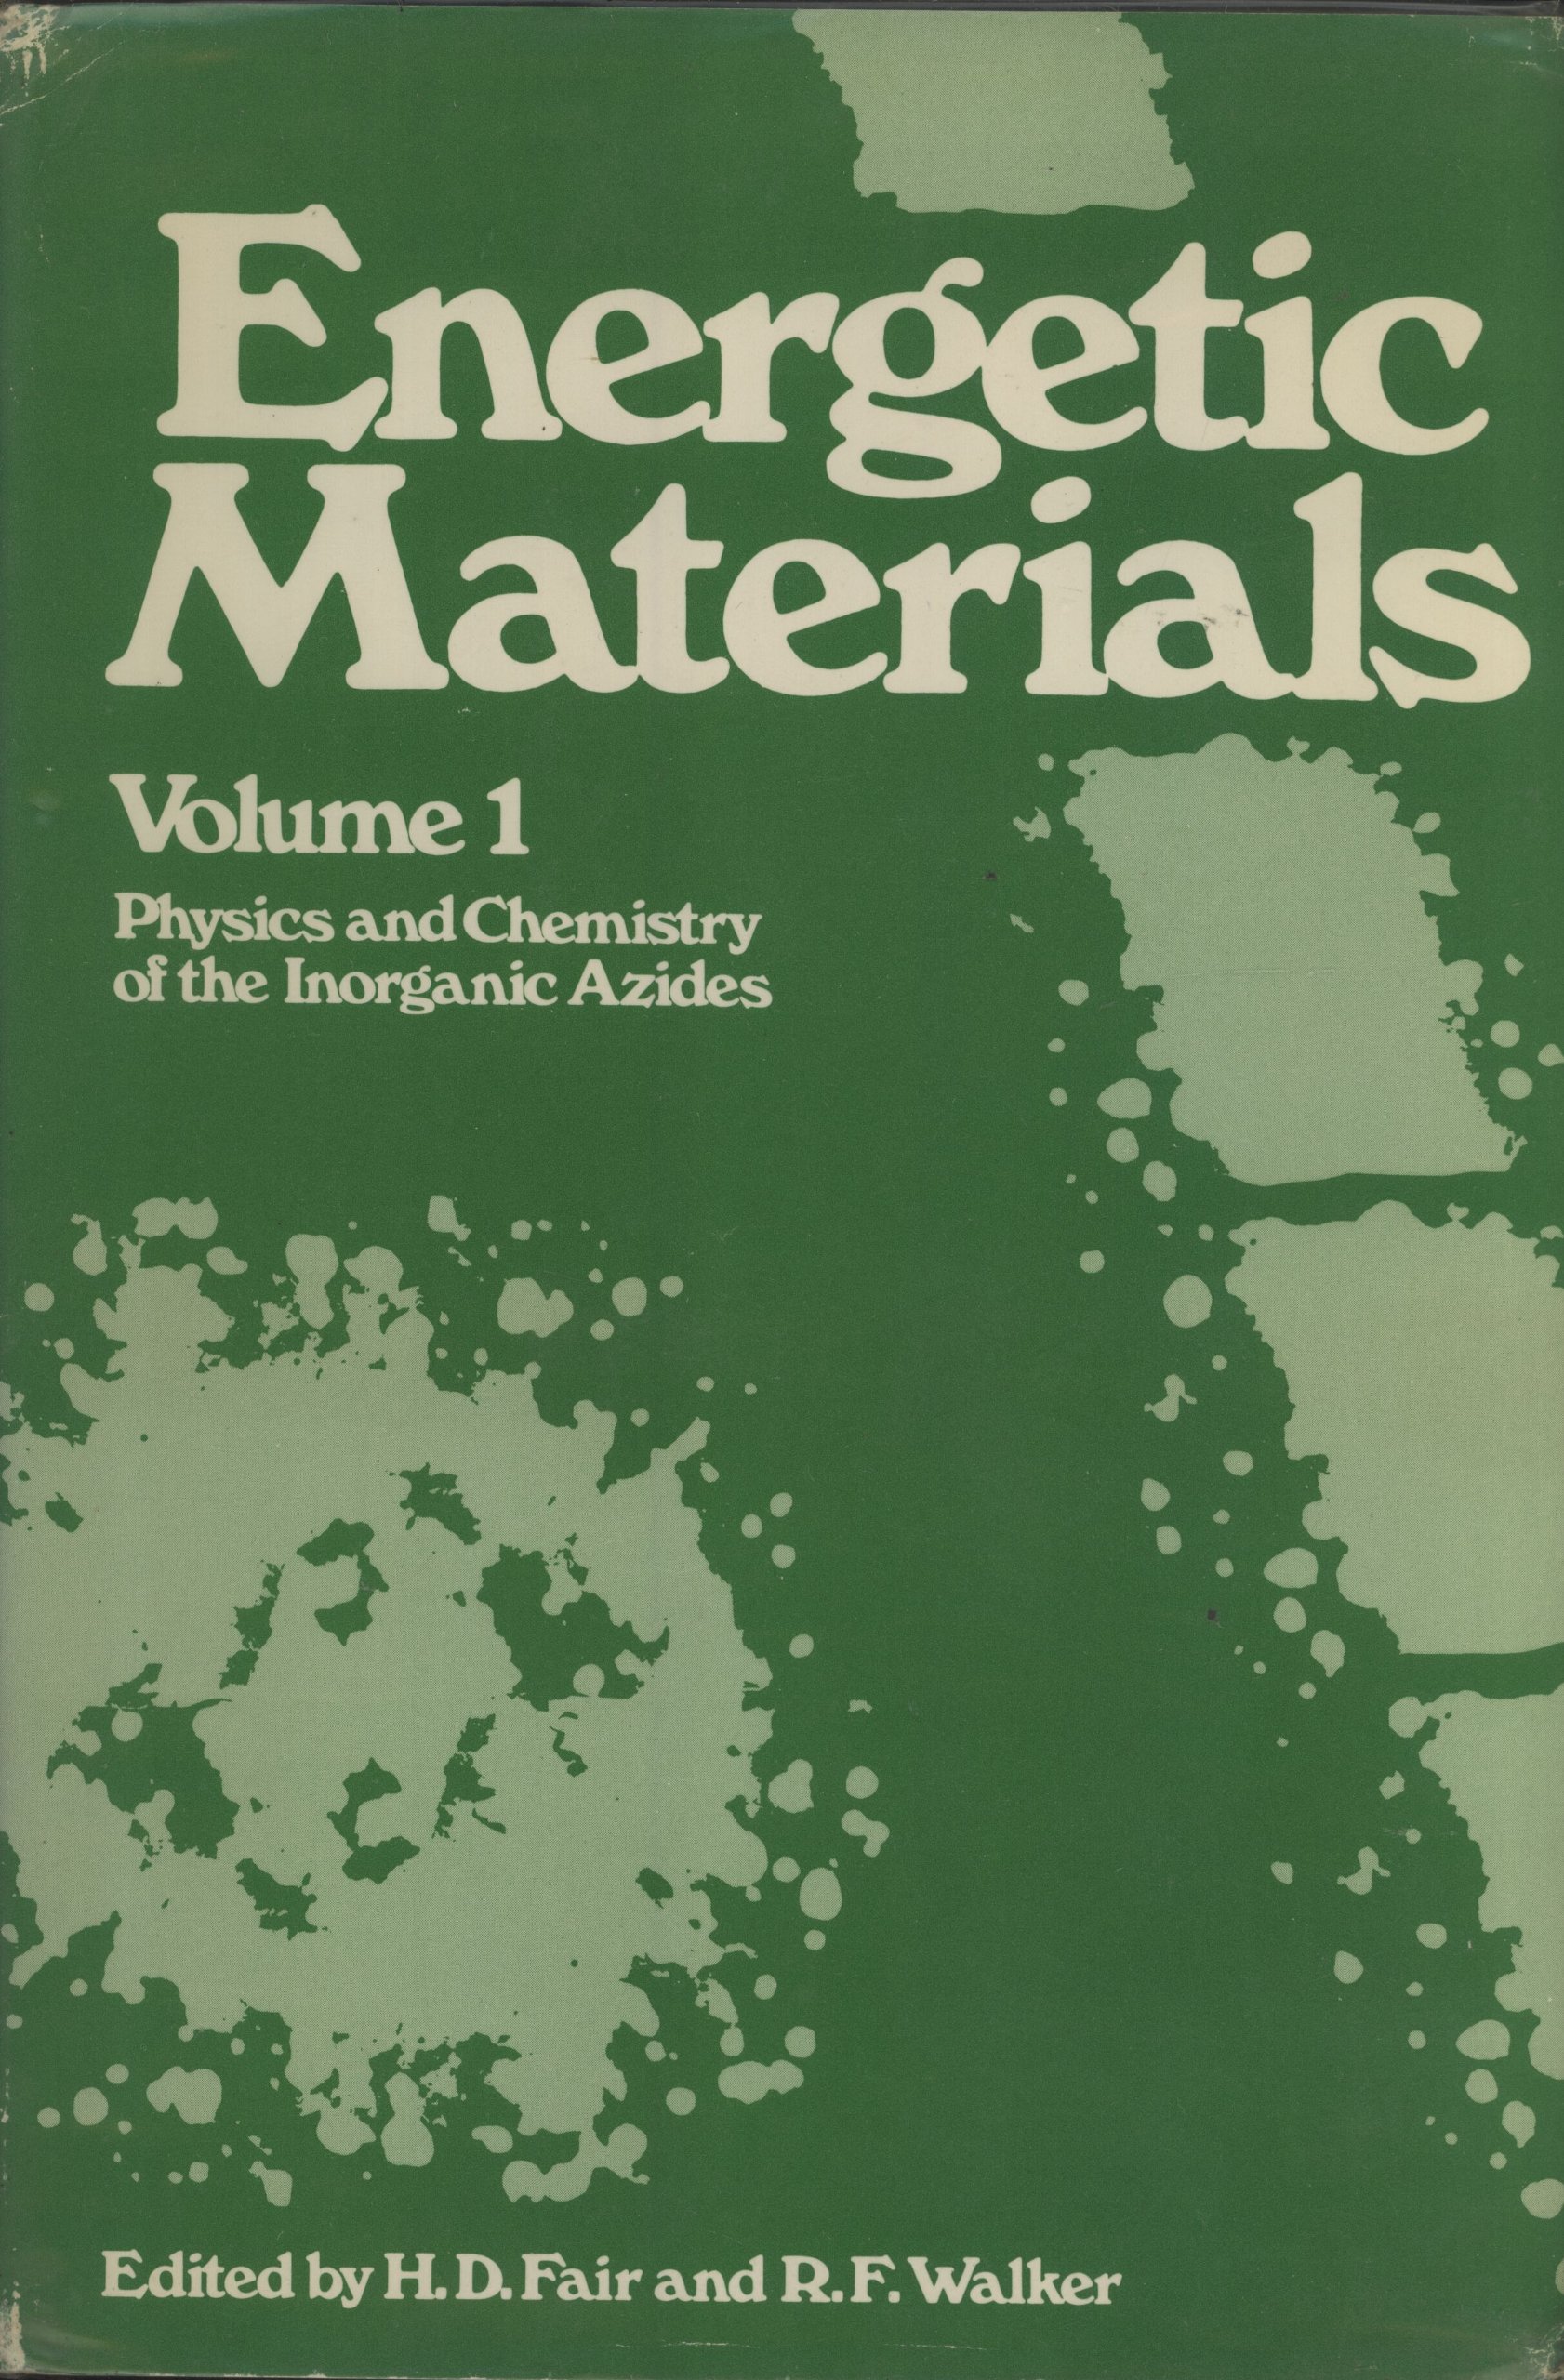 Energetic
Materials
Volume 1
Physics and Chemistry
of the Inorganic Azides
Edited by H. D. Fair and R. F. Walker